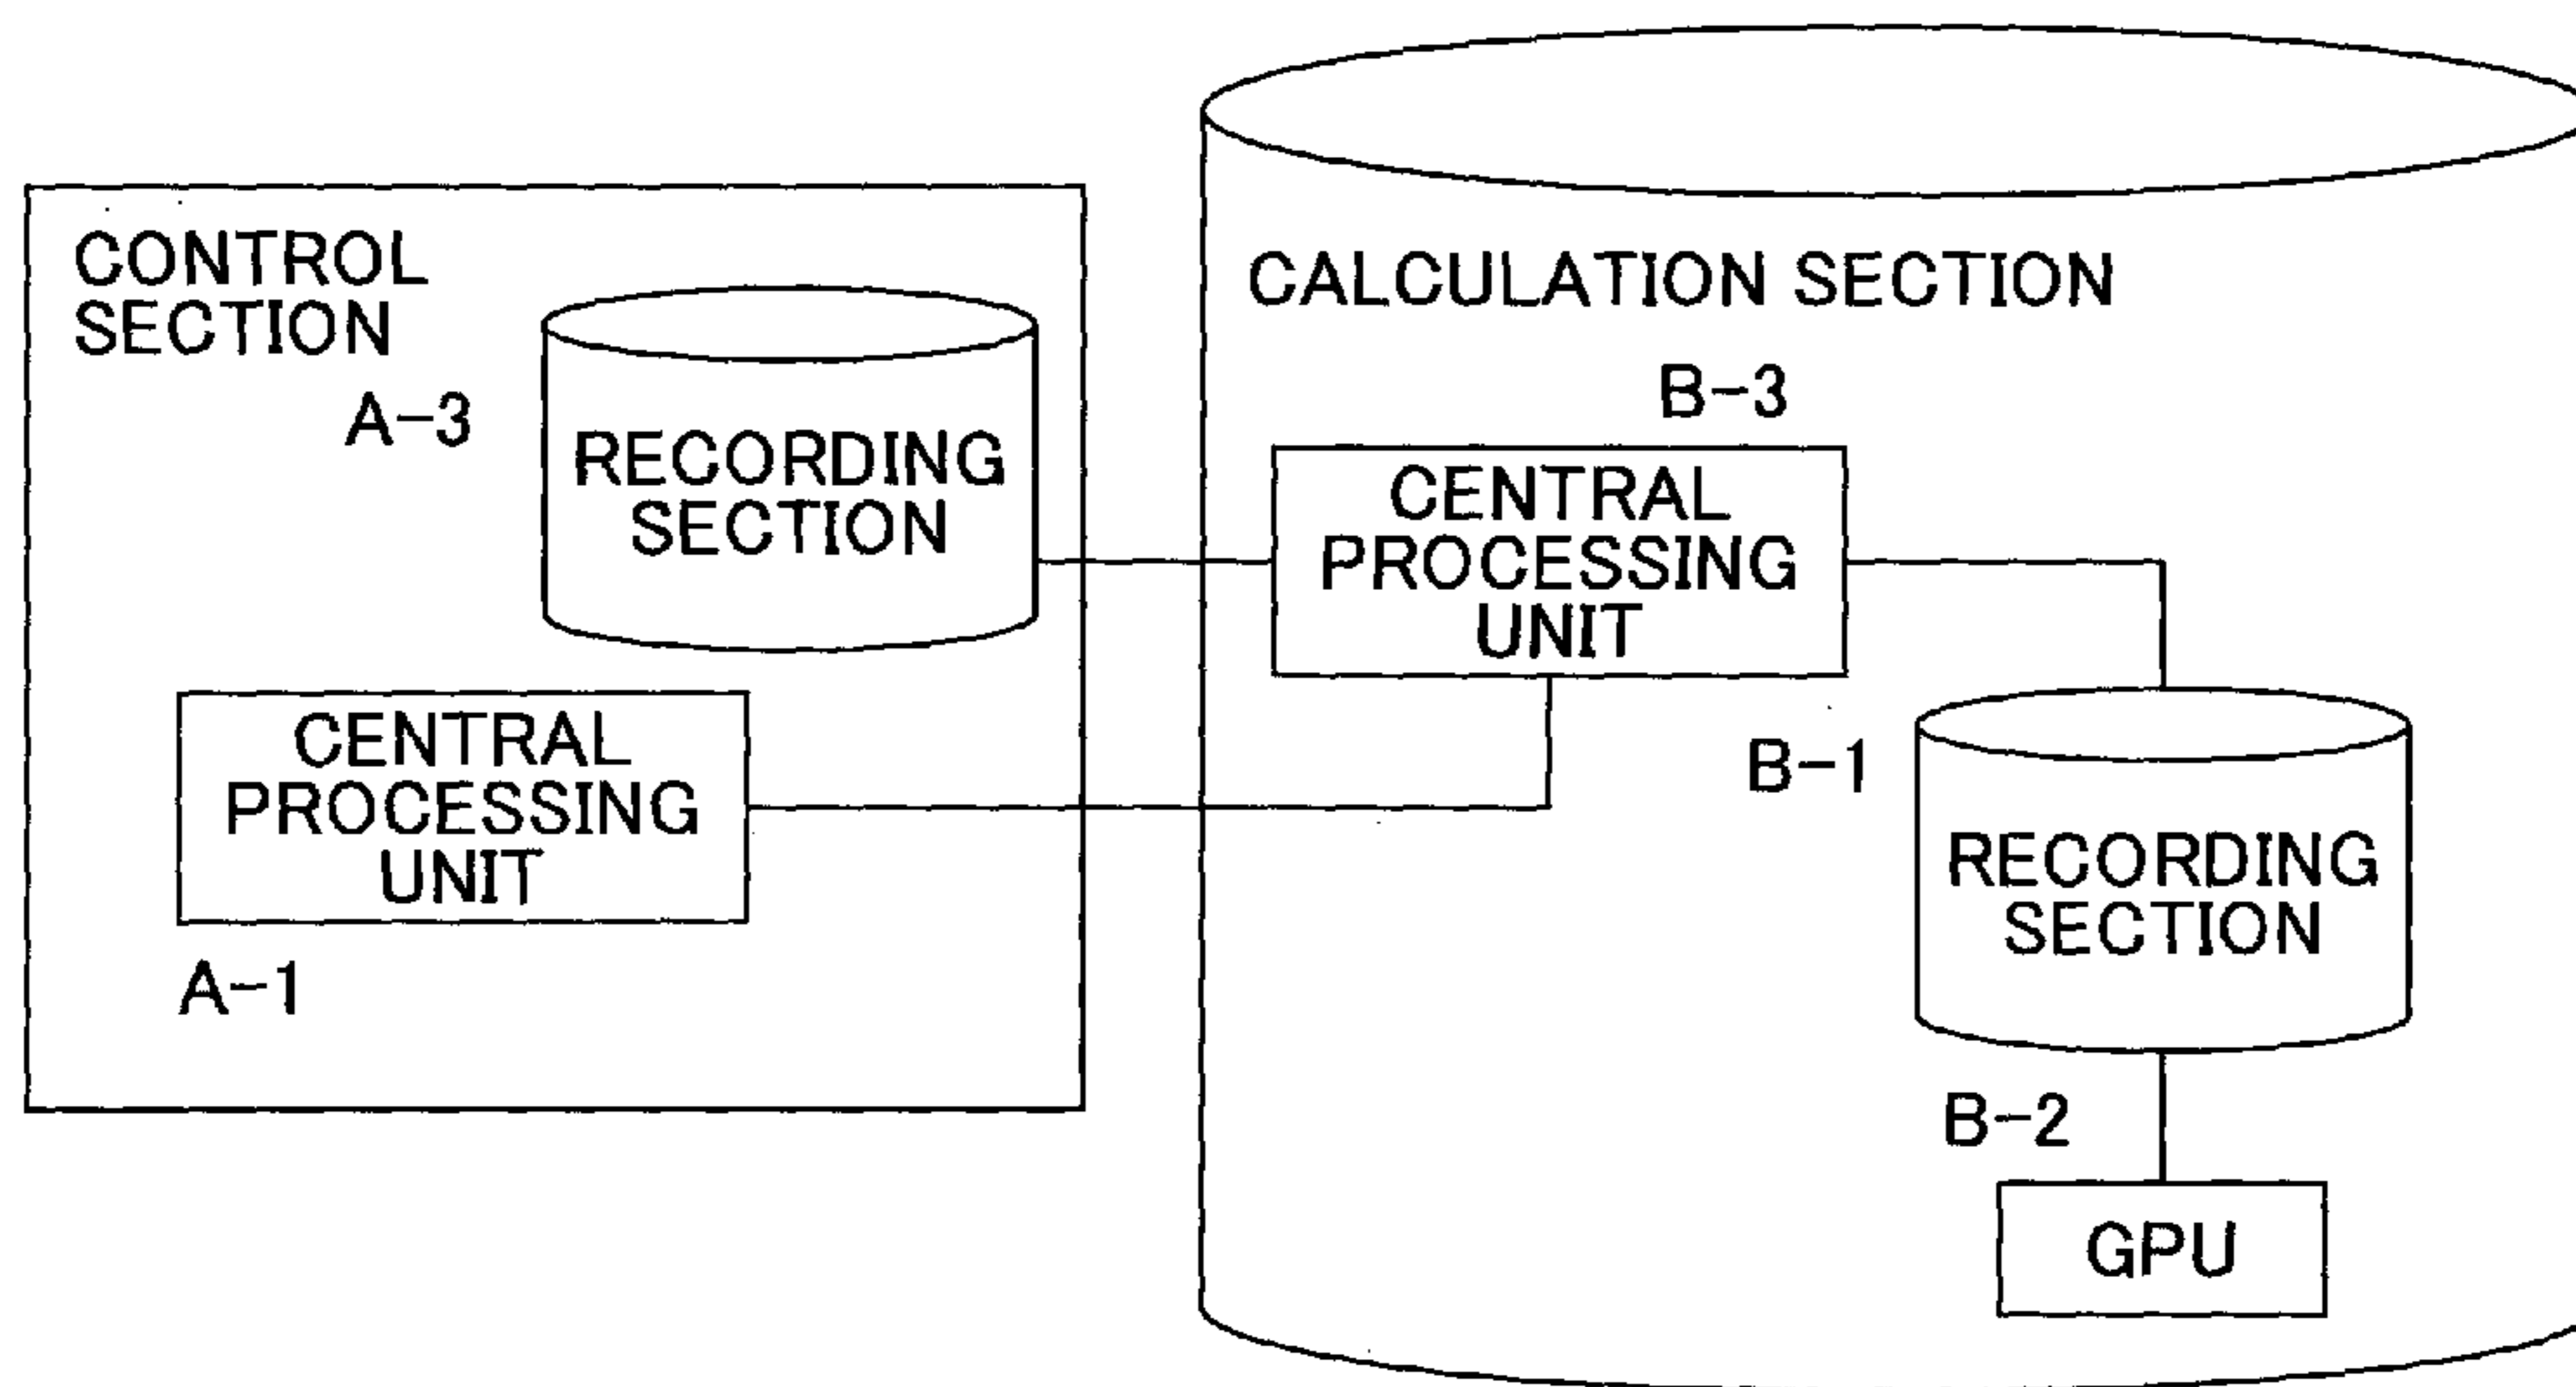 CONTROL
SECTION
A-3
RECORDING
SECTION
CENTRAL
PROCESSING
UNIT
A-1
CALCULATION SECTION
B-3
CENTRAL
PROCESSING
UNIT
B-1
RECORDING
SECTION
B-2
GPU